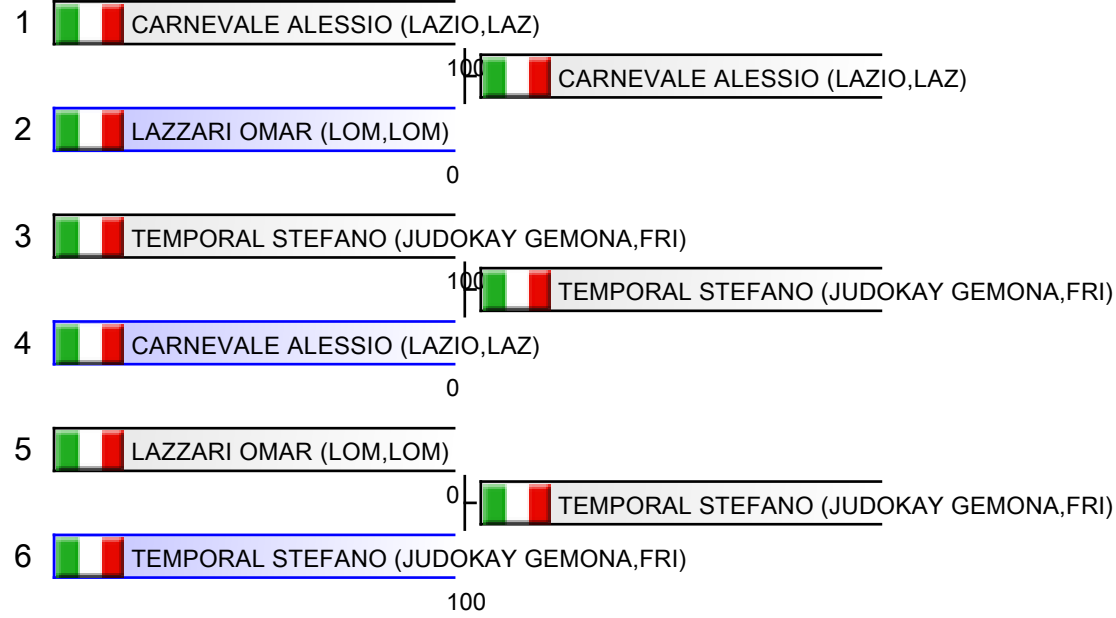 1 CARNEVALE ALESSIO (LAZIO,LAZ)
100 CARNEVALE ALESSIO (LAZIO,LAZ)
2 LAZZARI OMAR (LOM,LOM)
0
3 TEMPORAL STEFANO (JUDOKAY GEMONA,FRI)
100 TEMPORAL STEFANO (JUDOKAY GEMONA,FRI)
4 CARNEVALE ALESSIO (LAZIO,LAZ)
0
5 LAZZARI OMAR (LOM,LOM)
0 TEMPORAL STEFANO (JUDOKAY GEMONA,FRI)
6 TEMPORAL STEFANO (JUDOKAY GEMONA,FRI)
100